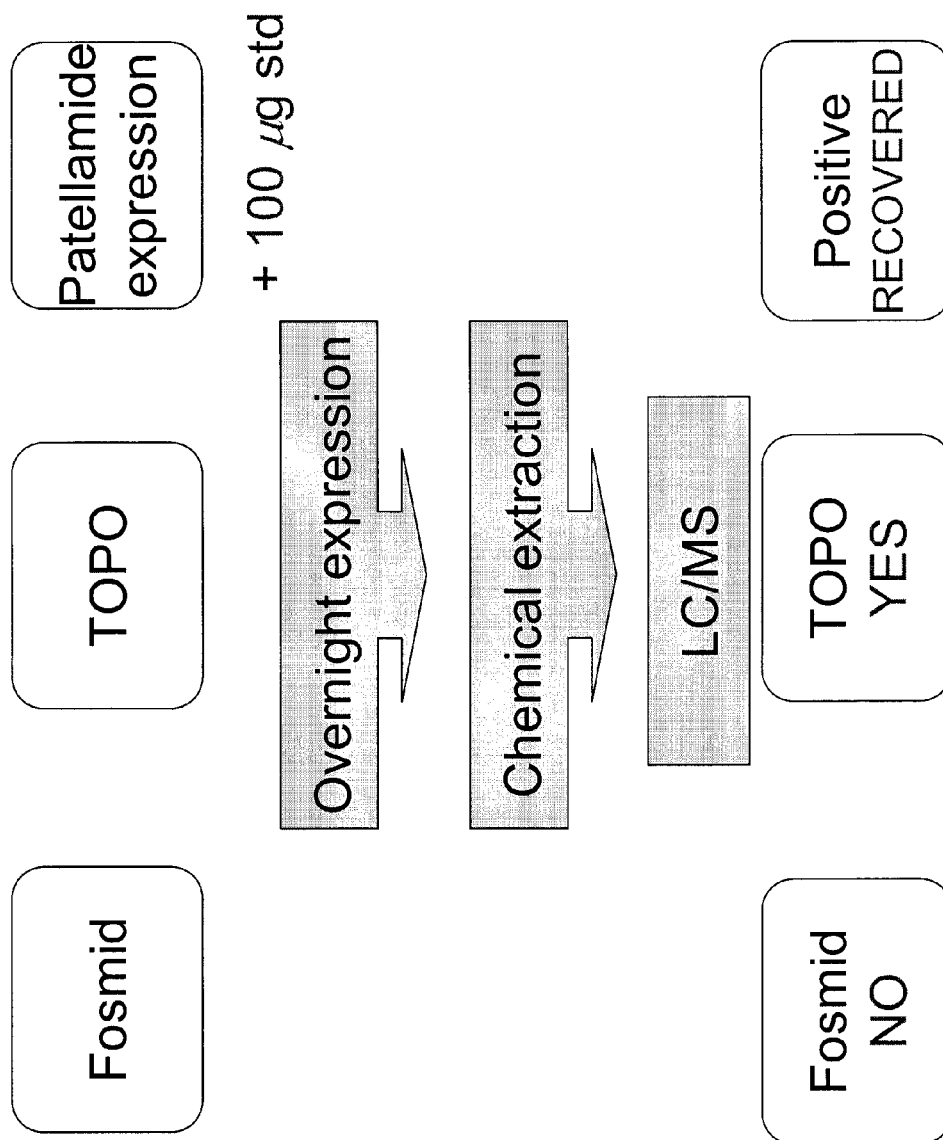 Fosmid
TOPO
Patellamide
expression
+ 100 µg std
Overnight expression
Chemical extraction
LC/MS
Fosmid
NO
TOPO
YES
Positive
RECOVERED